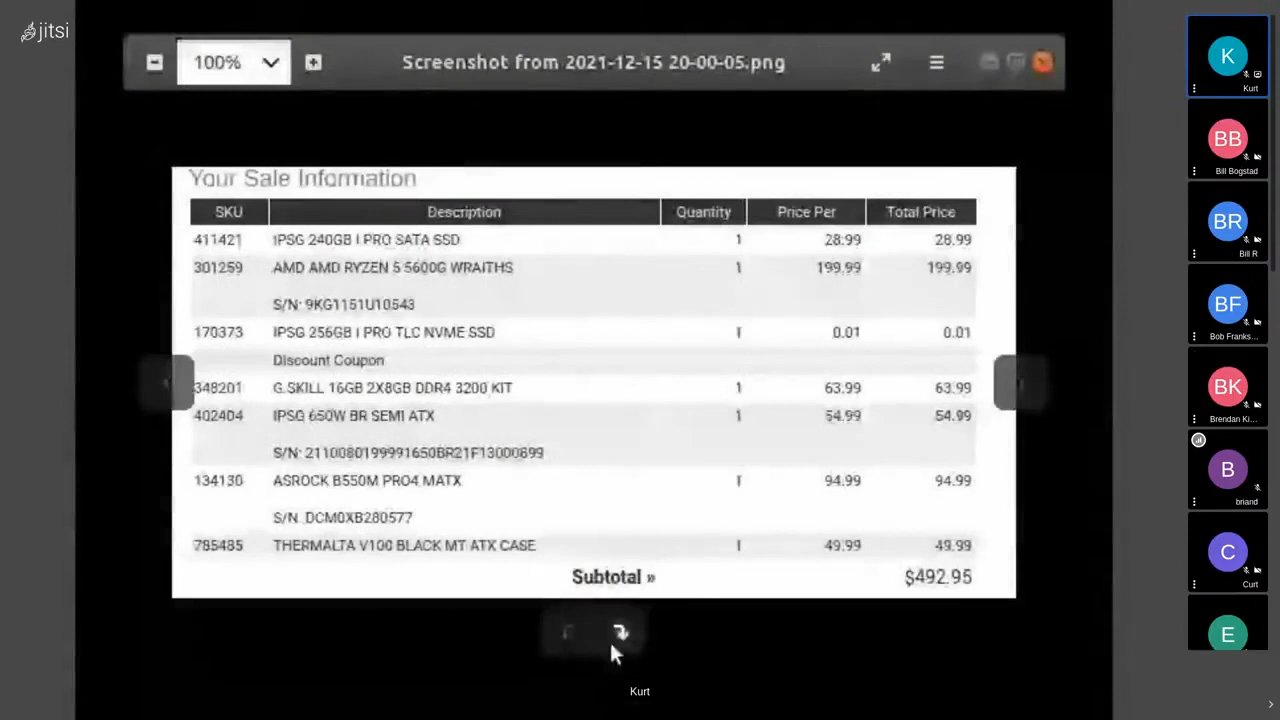 jitsi
100%
Screenshot from 2021-12-15 20-00-05.png
Your Sale Information
SKU Description Quantity Price Per Total Price
411421 IPSG 240GB I PRO SATA SSD 1 28.99 28.99
301259 AMD AMD RYZEN 5 5600G WRAITHS 1 199.99 199.99
S/N: 9KG1151U10543
170373 IPSG 256GB I PRO TLC NVME SSD 1 0.01 0.01
Discount Coupon
348201 G.SKILL 16GB 2X8GB DDR4 3200 KIT 1 63.99 63.99
402404 IPSG 650W BR SEMI ATX 1 54.99 54.99
S/N: 2110080199991650BR21F13000899
134130 ASROCK B550M PRO4 MATX 1 94.99 94.99
S/N: DCM0XB280577
785485 THERMALTA V100 BLACK MT ATX CASE 1 49.99 49.99
Subtotal » $492.95
Kurt
K
Kurt
BB
Bill Bogstad
BR
Bill R
BF
Bob Franks...
BK
Brendan Ki...
B
briand
C
Curt
E